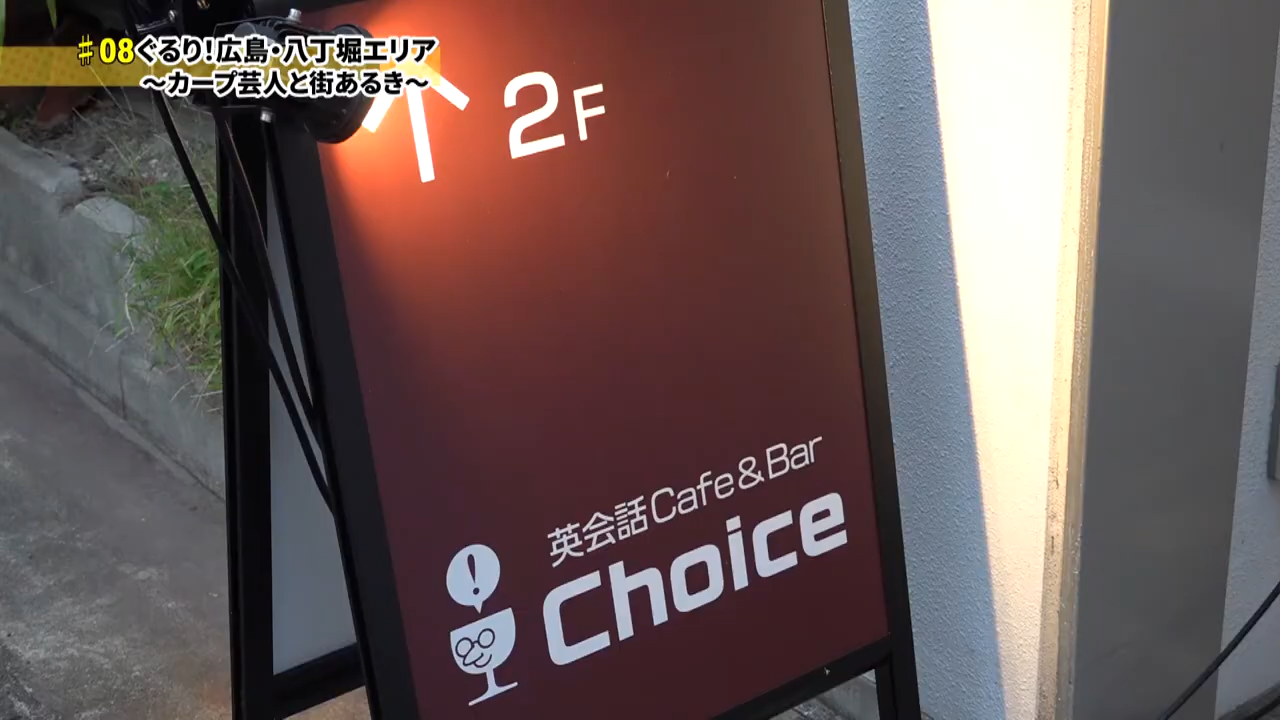 #08ぐるり!広島・八丁堀エリア
〜カープ芸人と街あるき〜
↑ 2F
英会話Cafe&Bar
Choice
!